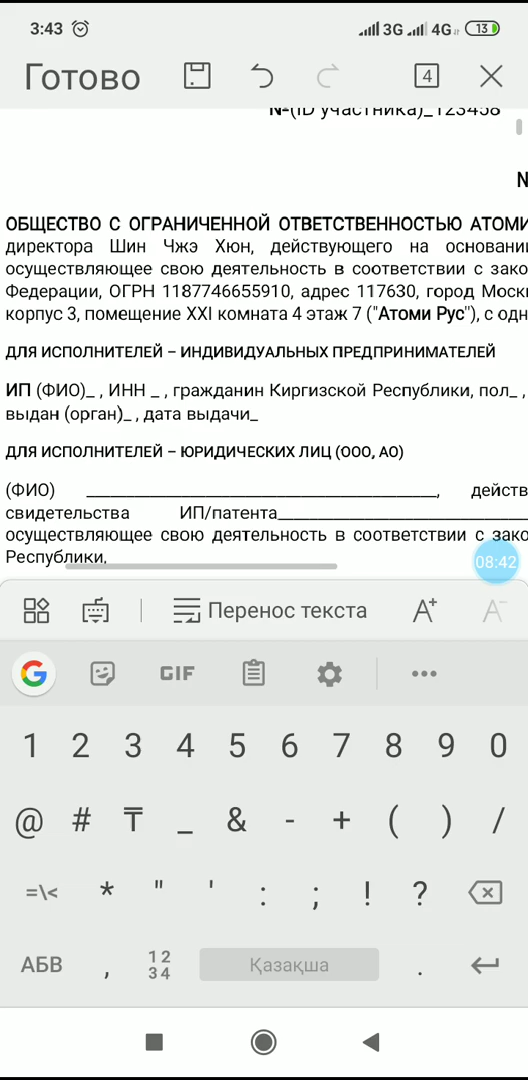 3:43 3G 4G 13
Готово 4
№(ID участника)_123458
N
ОБЩЕСТВО С ОГРАНИЧЕННОЙ ОТВЕТСТВЕННОСТЬЮ АТОМИ
директора Шин Чжэ Хюн, действующего на основани
осуществляющее свою деятельность в соответствии с зако
Федерации, ОГРН 1187746655910, адрес 117630, город Моск
корпус 3, помещение XXI комната 4 этаж 7 ("Атоми Рус"), с одн
ДЛЯ ИСПОЛНИТЕЛЕЙ – ИНДИВИДУАЛЬНЫХ ПРЕДПРИНИМАТЕЛЕЙ
ИП (ФИО)_ , ИНН _ , гражданин Киргизской Республики, пол_ ,
выдан (орган)_ , дата выдачи_
ДЛЯ ИСПОЛНИТЕЛЕЙ – ЮРИДИЧЕСКИХ ЛИЦ (ООО, АО)
(ФИО) ____________________________________, действ
свидетельства ИП/патента__________________________
осуществляющее свою деятельность в соответствии с зако
Республики,
08:42
Перенос текста A+ A-
G GIF
1 2 3 4 5 6 7 8 9 0
@ # ₸ _ & - + ( ) /
=\< * " ' : ; ! ?
АБВ , 12 34 Қазақша .